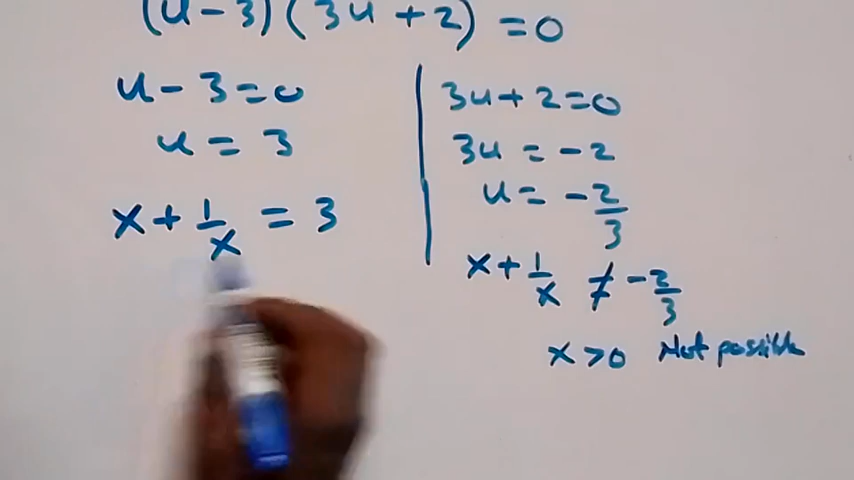 (u-3)(3u+2)=0
u-3=0
u=3
x+1/x=3
3u+2=0
3u=-2
u=-2/3
x+1/x≠-2/3
x>0 Not possible